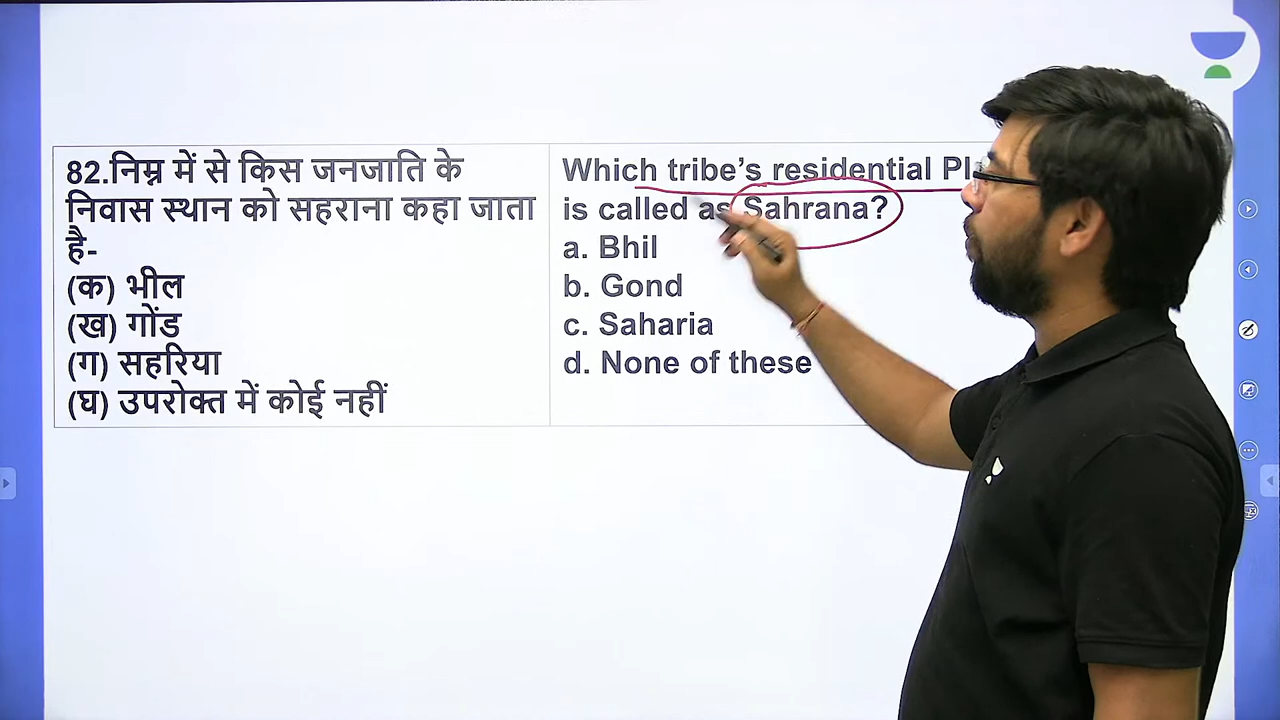 82.निम्न में से किस जनजाति के
निवास स्थान को सहराना कहा जाता
है-
(क) भील
(ख) गोंड
(ग) सहरिया
(घ) उपरोक्त में कोई नहीं
Which tribe’s residential Pl
is called as Sahrana?
a. Bhil
b. Gond
c. Saharia
d. None of these